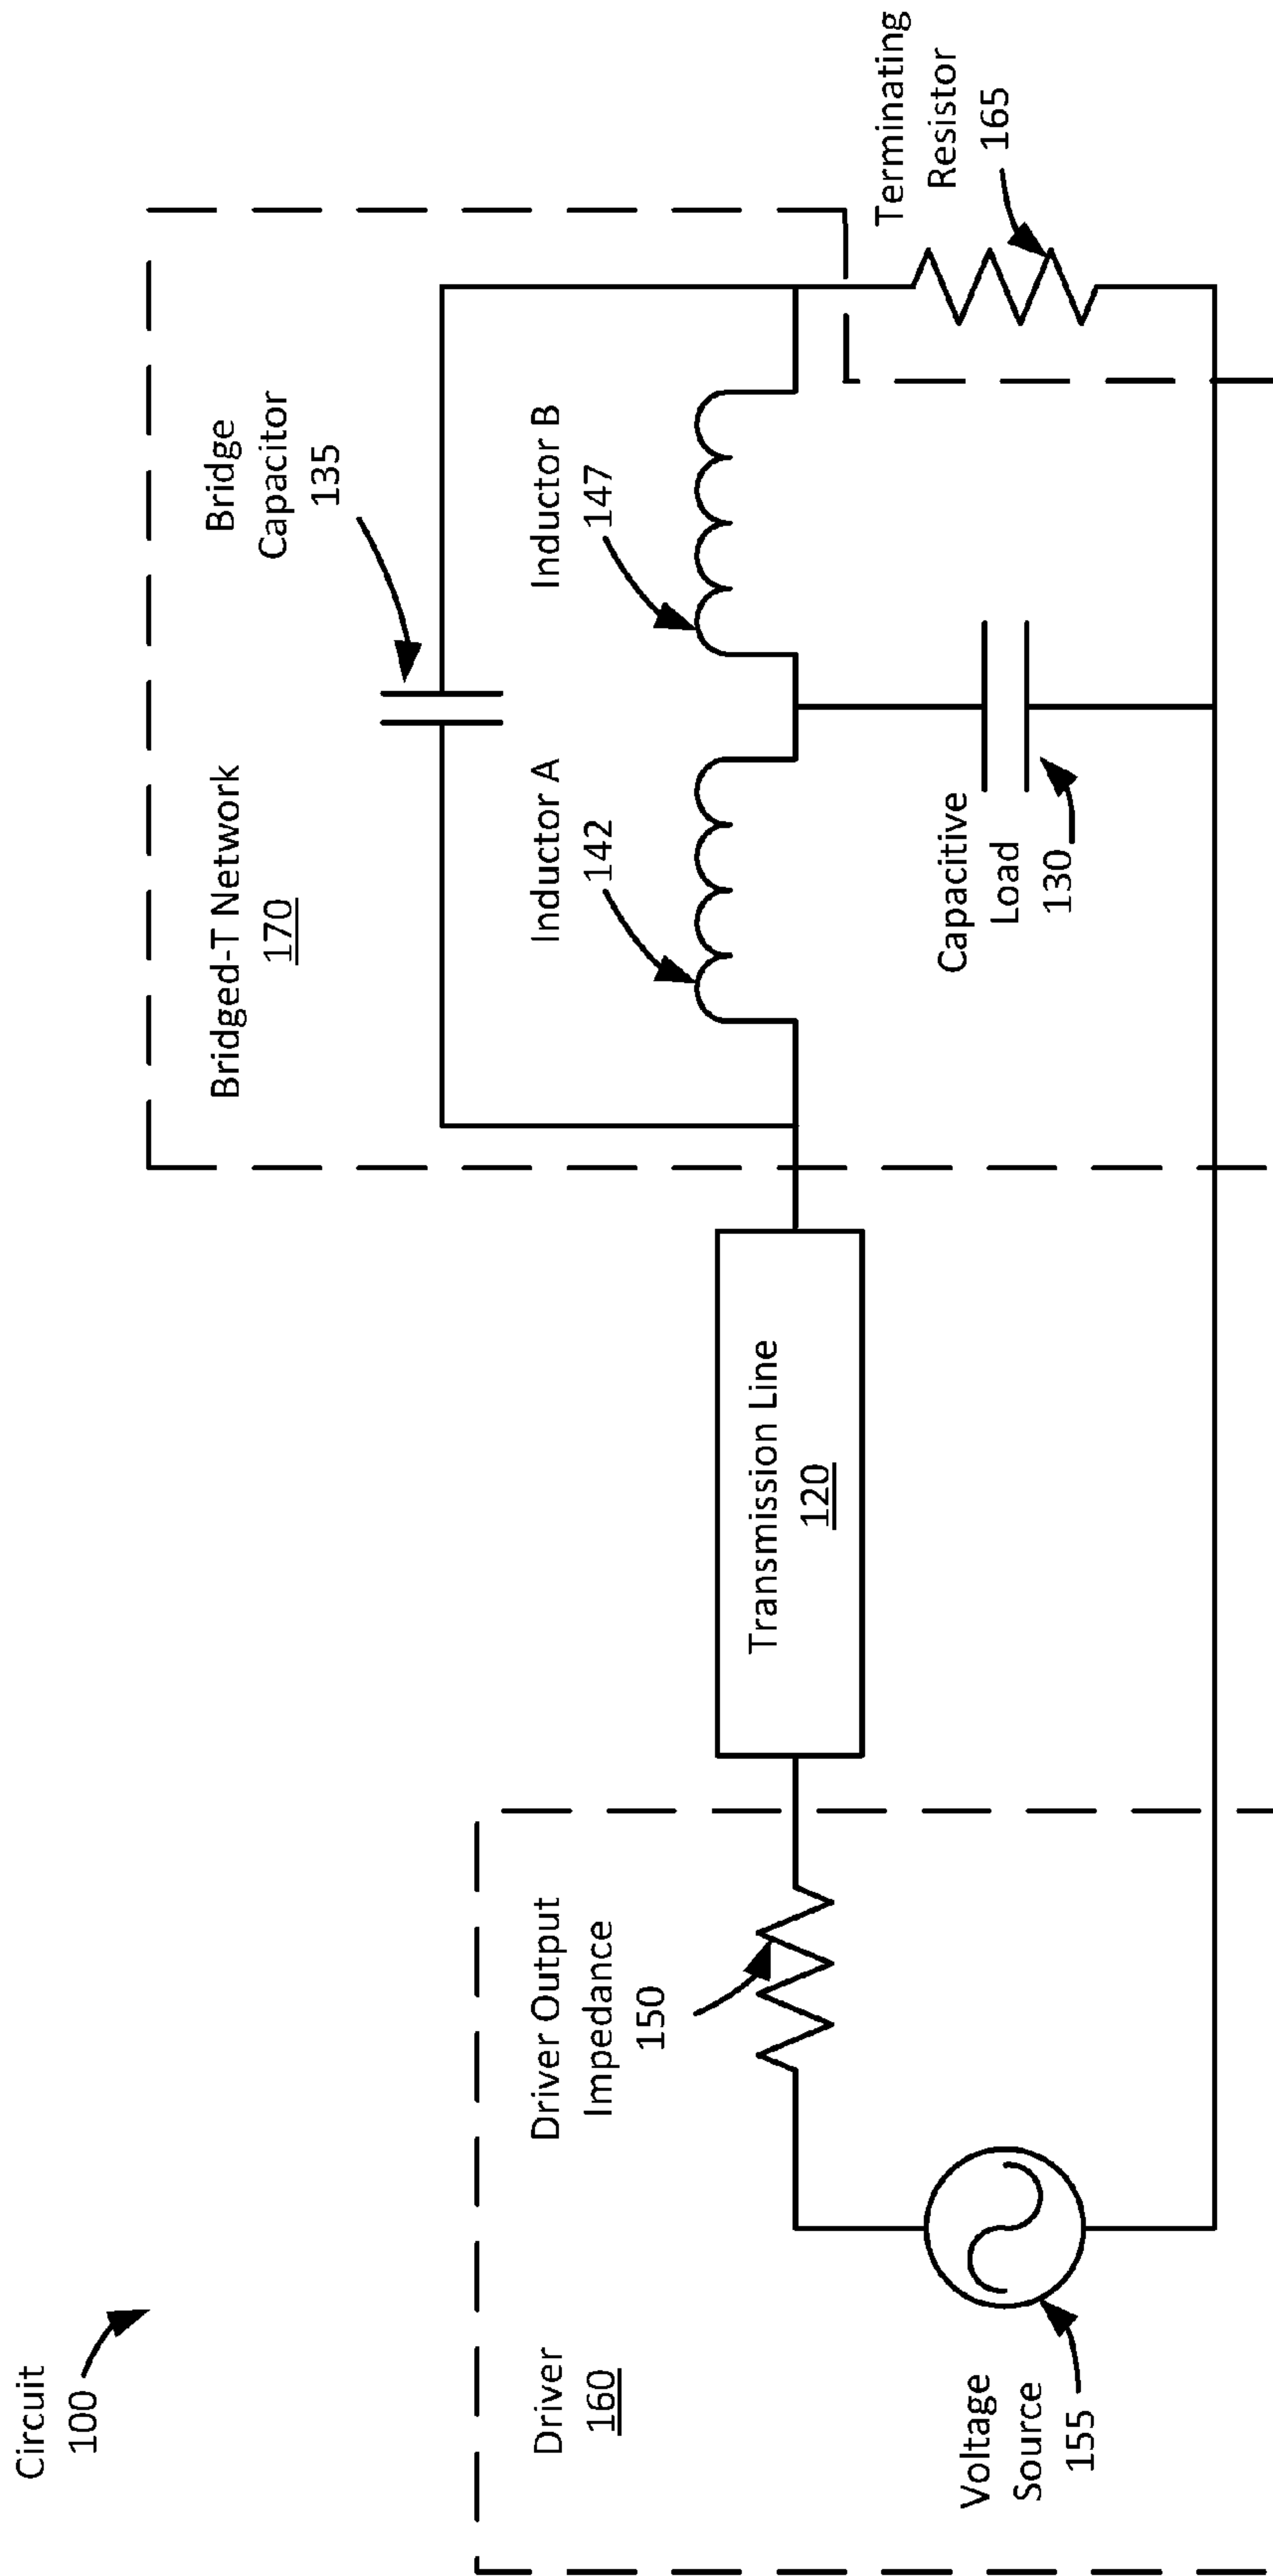 Circuit
100
Driver
160
Voltage
Source
155
Driver Output
Impedance
150
Transmission Line
120
Bridged-T Network
170
Bridge
Capacitor
135
Inductor A
142
Inductor B
147
Capacitive
Load
130
Terminating
Resistor
165